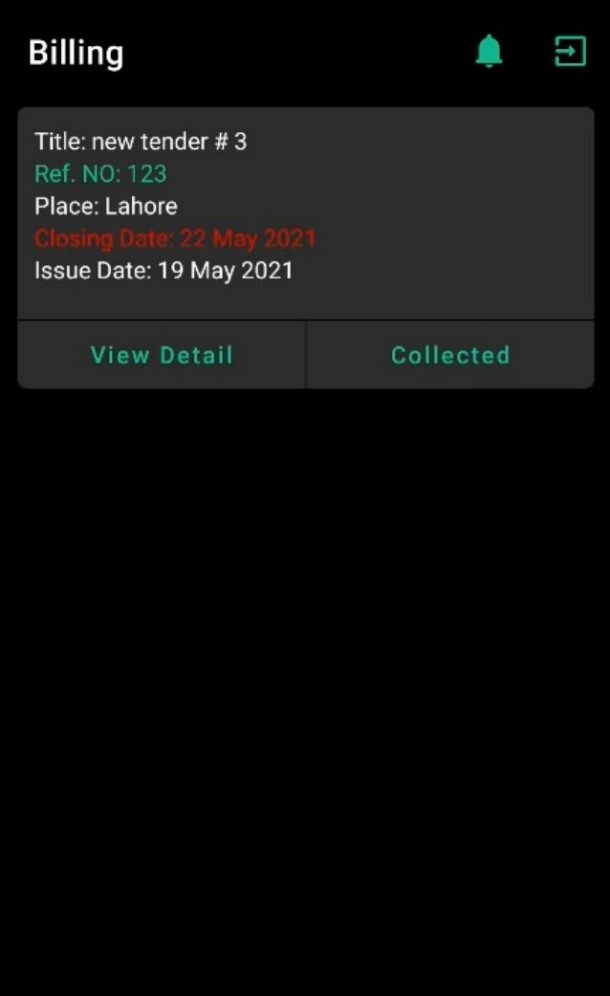 Billing
Title: new tender # 3
Ref. NO: 123
Place: Lahore
Closing Date: 22 May 2021
Issue Date: 19 May 2021
View Detail
Collected